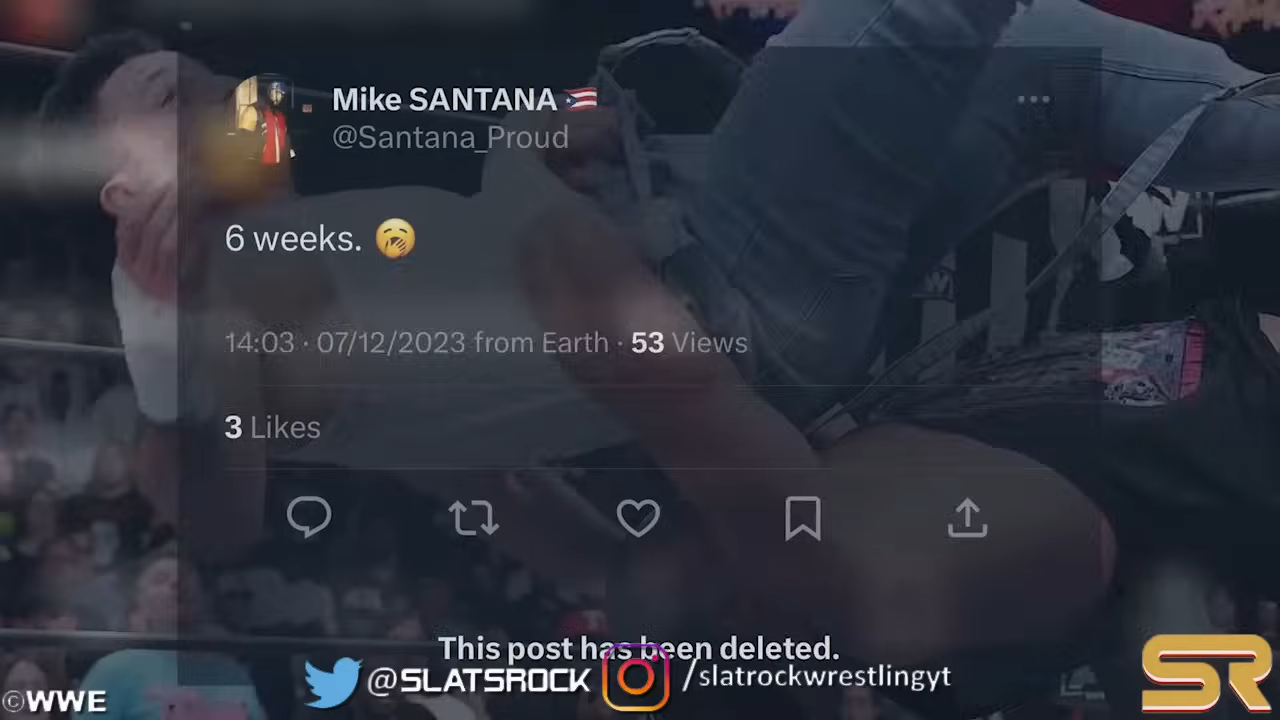 Mike SANTANA 🇵🇷
@Santana_Proud
6 weeks. 🥱
14:03 · 07/12/2023 from Earth · 53 Views
3 Likes
This post has been deleted.
@SLATSROCK /slatrockwrestlingyt
©WWE
SR